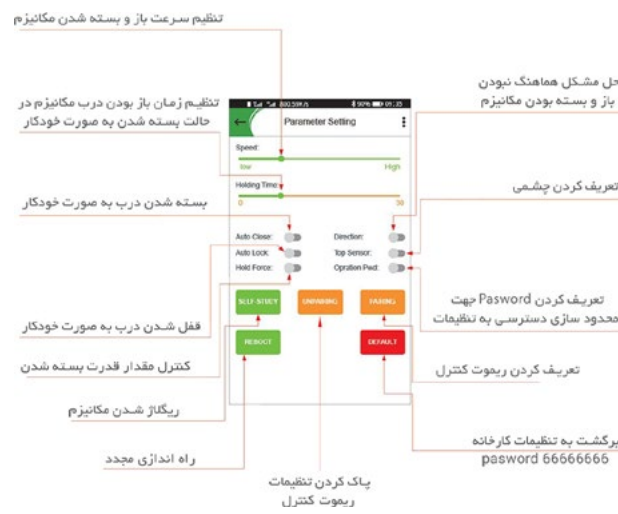 تنظیم سرعت باز و بسته شدن مکانیزم
حل مشکل هماهنگ نبودن
باز و بسته بودن مکانیزم
تنظیم زمان باز بودن درب مکانیزم در
حالت بسته شدن به صورت خودکار
90% 01:35
Parameter Setting
Speed:
low High
Holding Time:
0 30
تعریف کردن چشمی
بسته شدن درب به صورت خودکار
Auto Close: Direction:
Auto Lock: Top Sensor:
Hold Force: Opration Pwd:
SELF-STUDY UNPAIRING PAIRING
REBOOT DEFAULT
تعریف کردن Pasword جهت
محدود سازی دسترسی به تنظیمات
قفل شدن درب به صورت خودکار
کنترل مقدار قدرت بسته شدن
تعریف کردن ریموت کنترل
ریگلاژ شدن مکانیزم
برگشت به تنظیمات کارخانه
pasword 66666666
راه اندازی مجدد
پاک کردن تنظیمات
ریموت کنترل